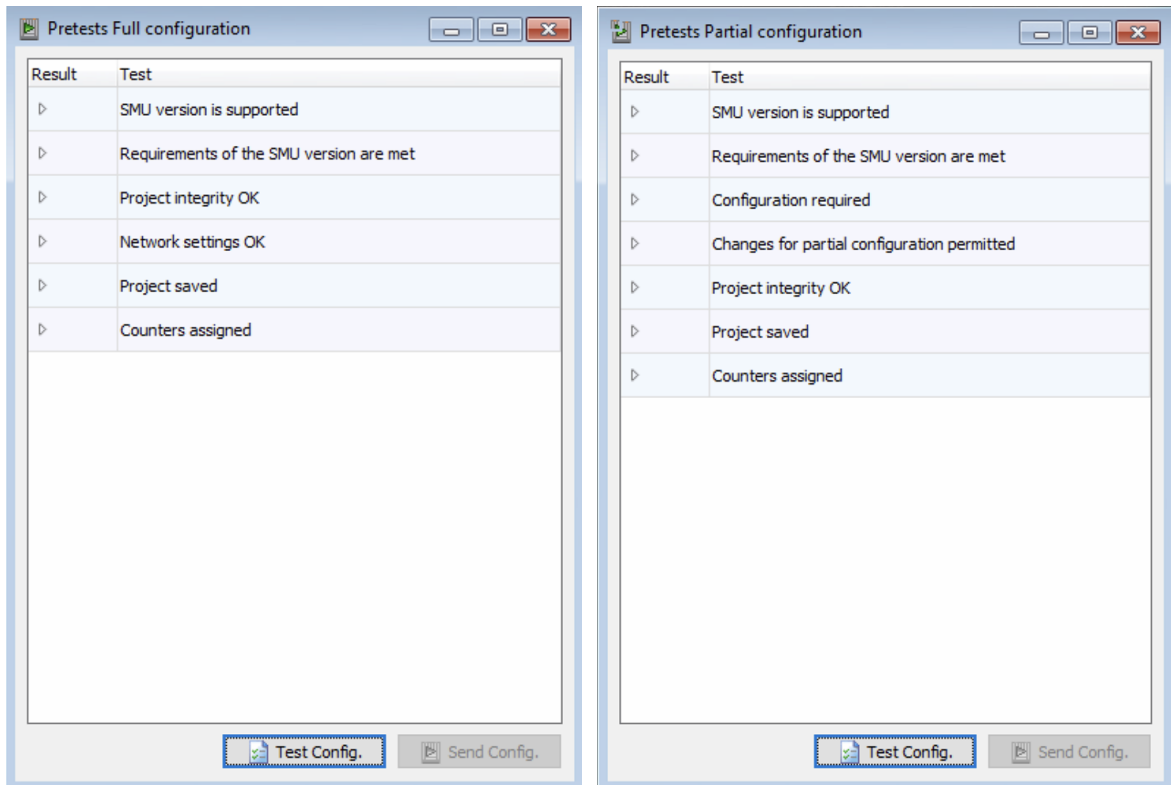 Pretests Full configuration
Result Test
SMU version is supported
Requirements of the SMU version are met
Project integrity OK
Network settings OK
Project saved
Counters assigned
Test Config. Send Config.
Pretests Partial configuration
Result Test
SMU version is supported
Requirements of the SMU version are met
Configuration required
Changes for partial configuration permitted
Project integrity OK
Project saved
Counters assigned
Test Config. Send Config.